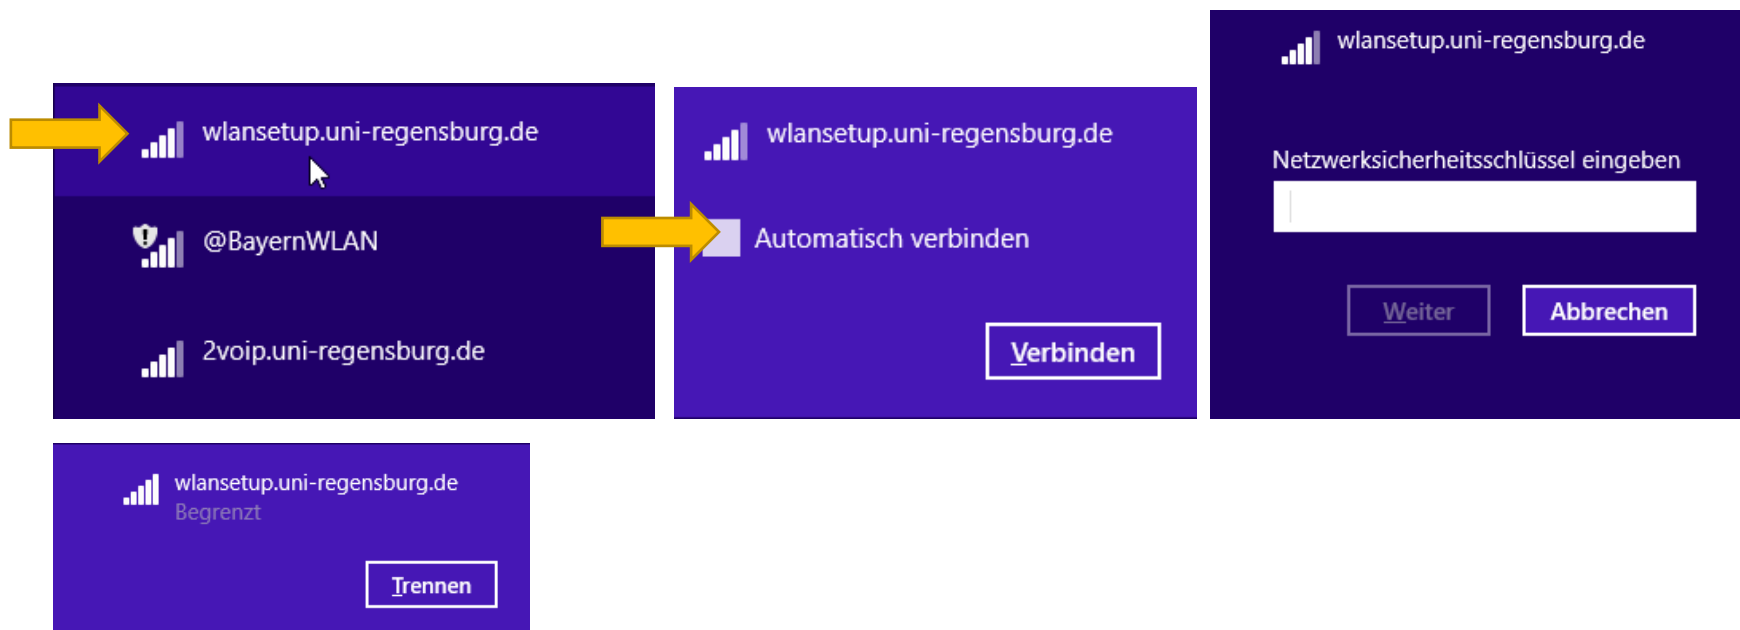 wlansetup.uni-regensburg.de
@BayernWLAN
2voip.uni-regensburg.de
wlansetup.uni-regensburg.de
Automatisch verbinden
Verbinden
wlansetup.uni-regensburg.de
Netzwerksicherheitsschlüssel eingeben
Weiter
Abbrechen
wlansetup.uni-regensburg.de
Begrenzt
Trennen